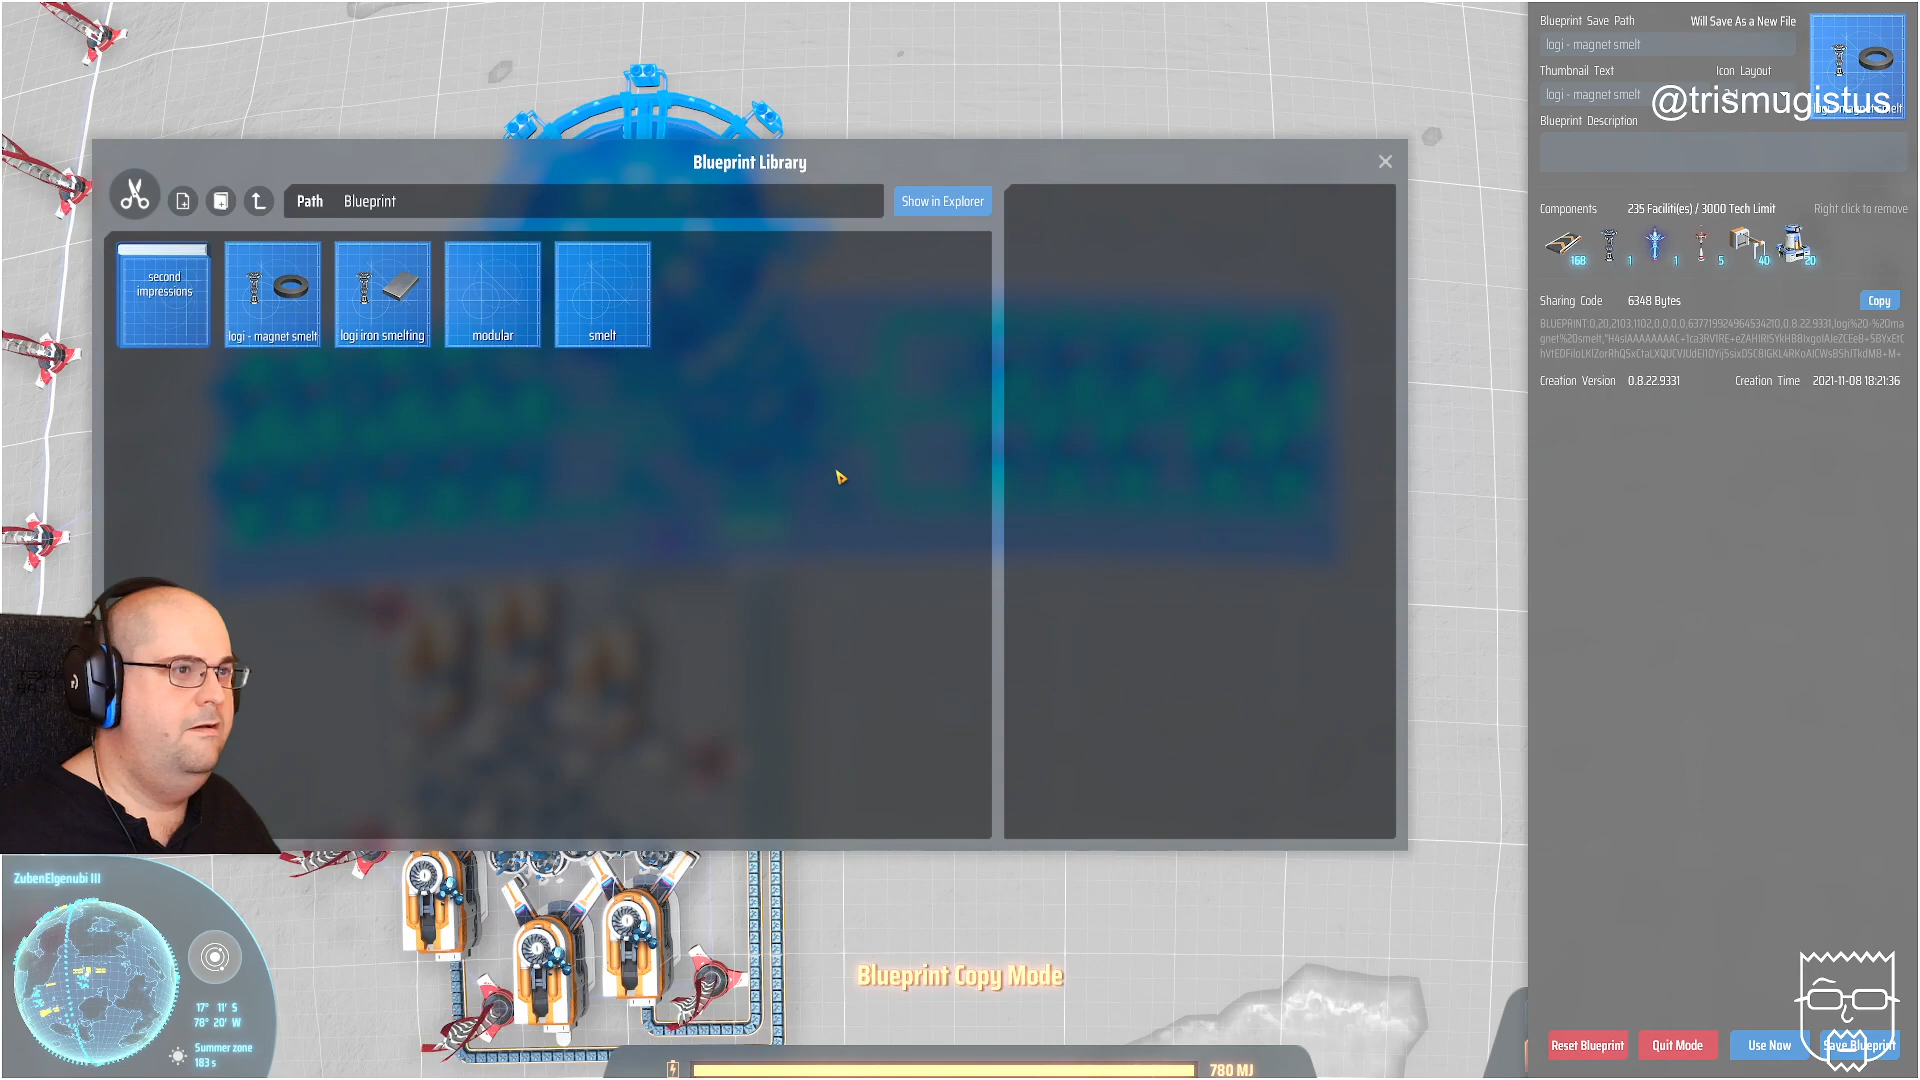 Blueprint Save Path
Will Save As a New File
logi - magnet smelt
Thumbnail Text
Icon Layout
logi - magnet smelt
@trismugistus
Blueprint Description
Blueprint Library
Path Blueprint
Show in Explorer
second
impressions
logi - magnet smelt
logi iron smelting
modular
smelt
Components 235 Faciliti(es) / 3000 Tech Limit Right click to remove
168 1 1 5 40 20
Sharing Code 6348 Bytes Copy
Creation Version 0.8.22.9331 Creation Time 2021-11-08 18:21:36
ZubenElgenubi III
17° 11' S
78° 20' W
Summer zone
183 s
Blueprint Copy Mode
780 MJ
Reset Blueprint
Quit Mode
Use Now
Save Blueprint